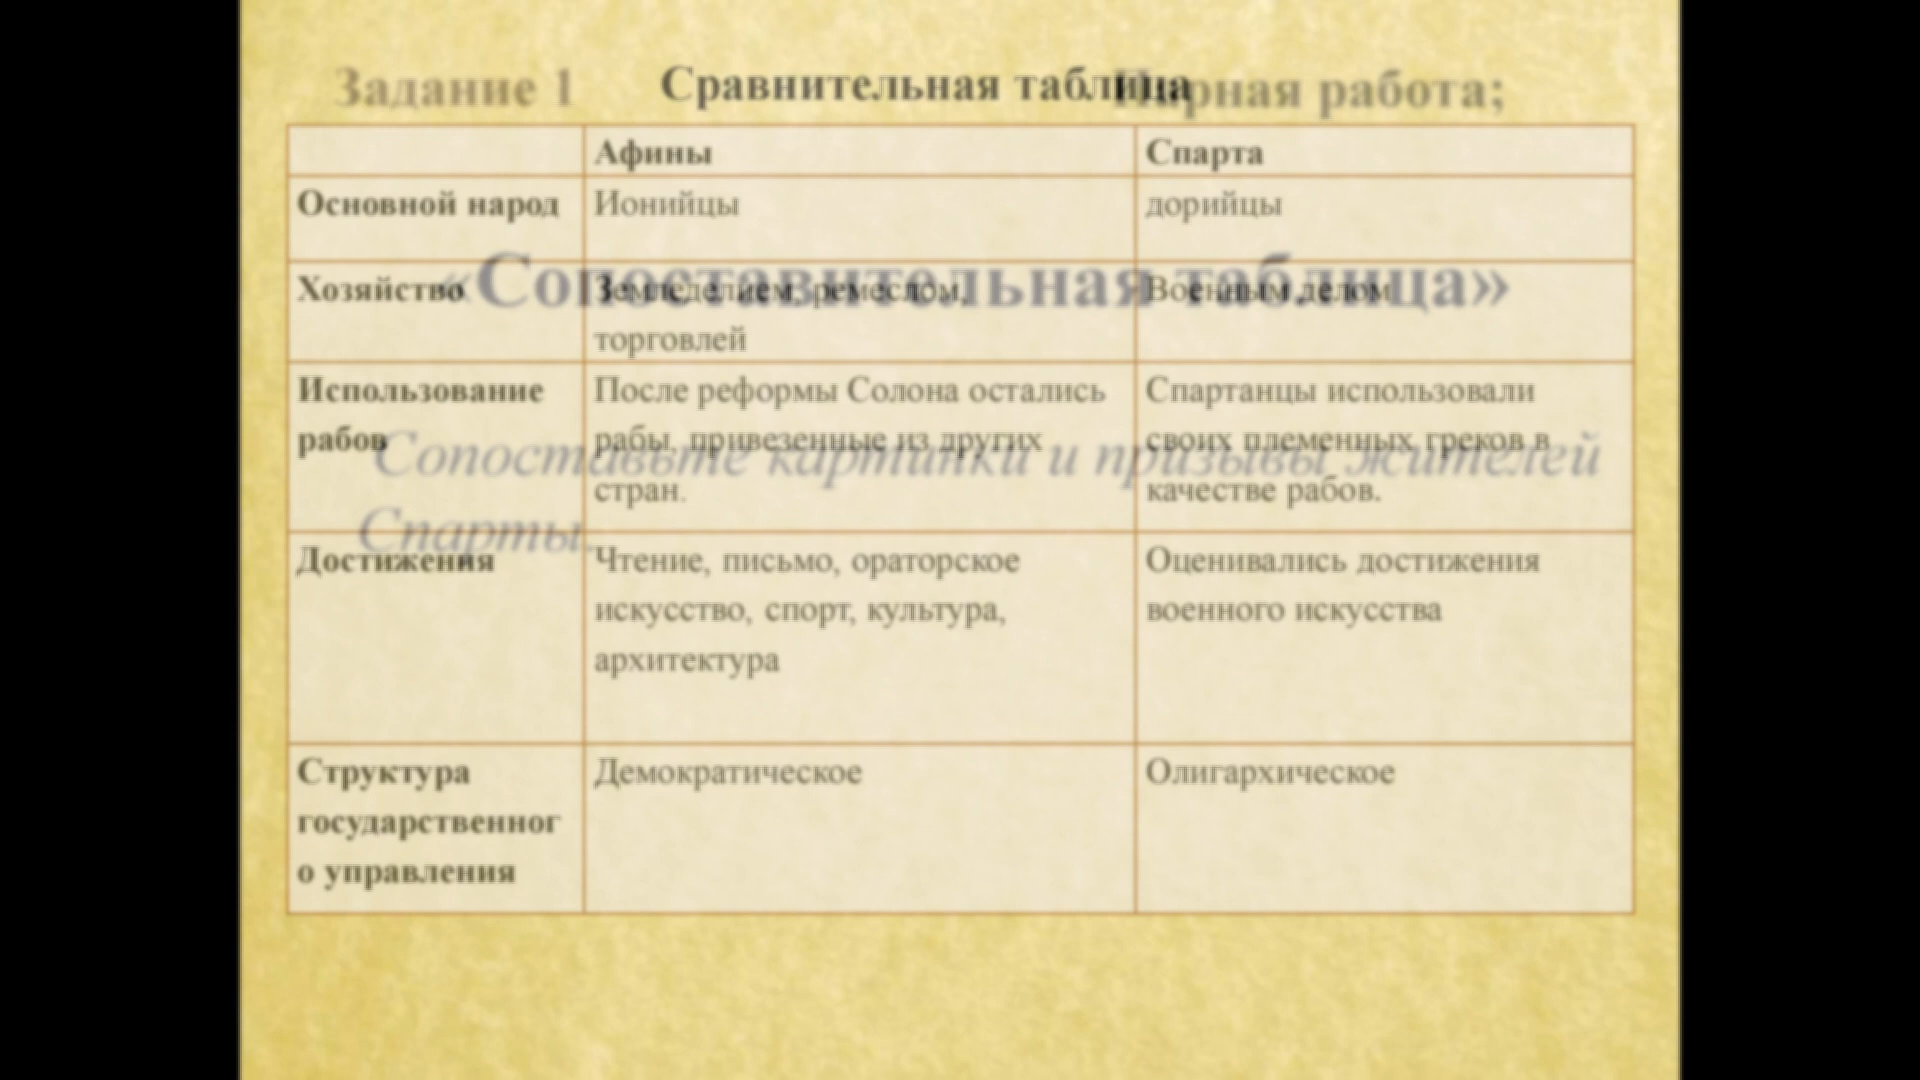 Задание 1
Сравнительная таблица
Парная работа;
Афины
Спарта
Основной народ
Ионийцы
дорийцы
«Сопоставительная таблица»
Хозяйство
Земледелием, ремеслом,
торговлей
Военным делом
Использование
рабов
После реформы Солона остались
рабы, привезенные из других
стран.
Спартанцы использовали
своих племенных греков в
качестве рабов.
Сопоставьте картинки и призывы жителей
Спарты.
Достижения
Чтение, письмо, ораторское
искусство, спорт, культура,
архитектура
Оценивались достижения
военного искусства
Структура
государственног
о управления
Демократическое
Олигархическое